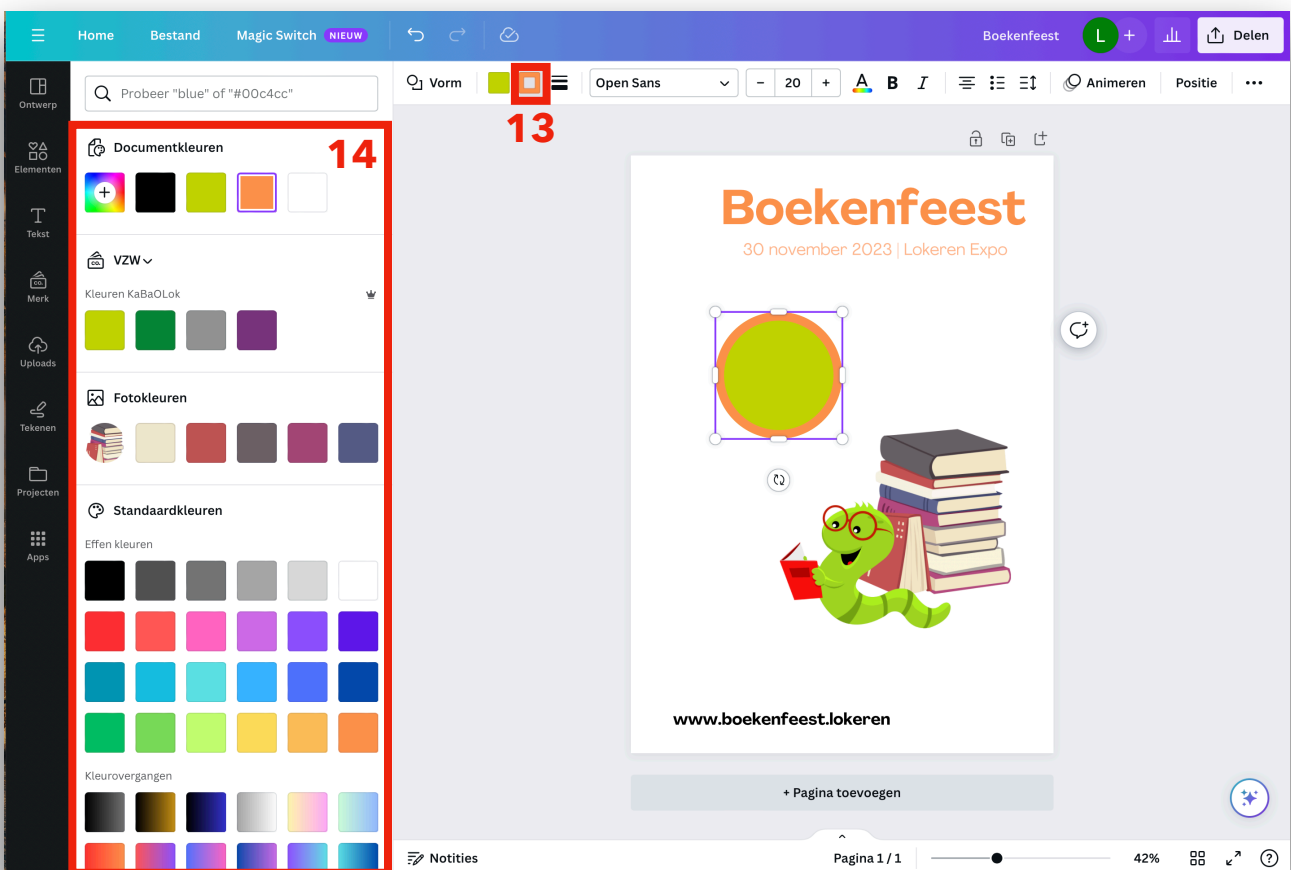 Home Bestand Magic Switch NIEUW Boekenfeest L + Delen
Probeer "blue" of "#00c4cc"
Vorm Open Sans - 20 + A B I Animeren Positie
13
14
Ontwerp
Elementen
Tekst
Merk
Uploads
Tekenen
Projecten
Apps
Documentkleuren
VZW
Kleuren KaBaOLok
Fotokleuren
Standaardkleuren
Effen kleuren
Kleurovergangen
Boekenfeest
30 november 2023 | Lokeren Expo
www.boekenfeest.lokeren
+ Pagina toevoegen
Notities Pagina 1 / 1 42%